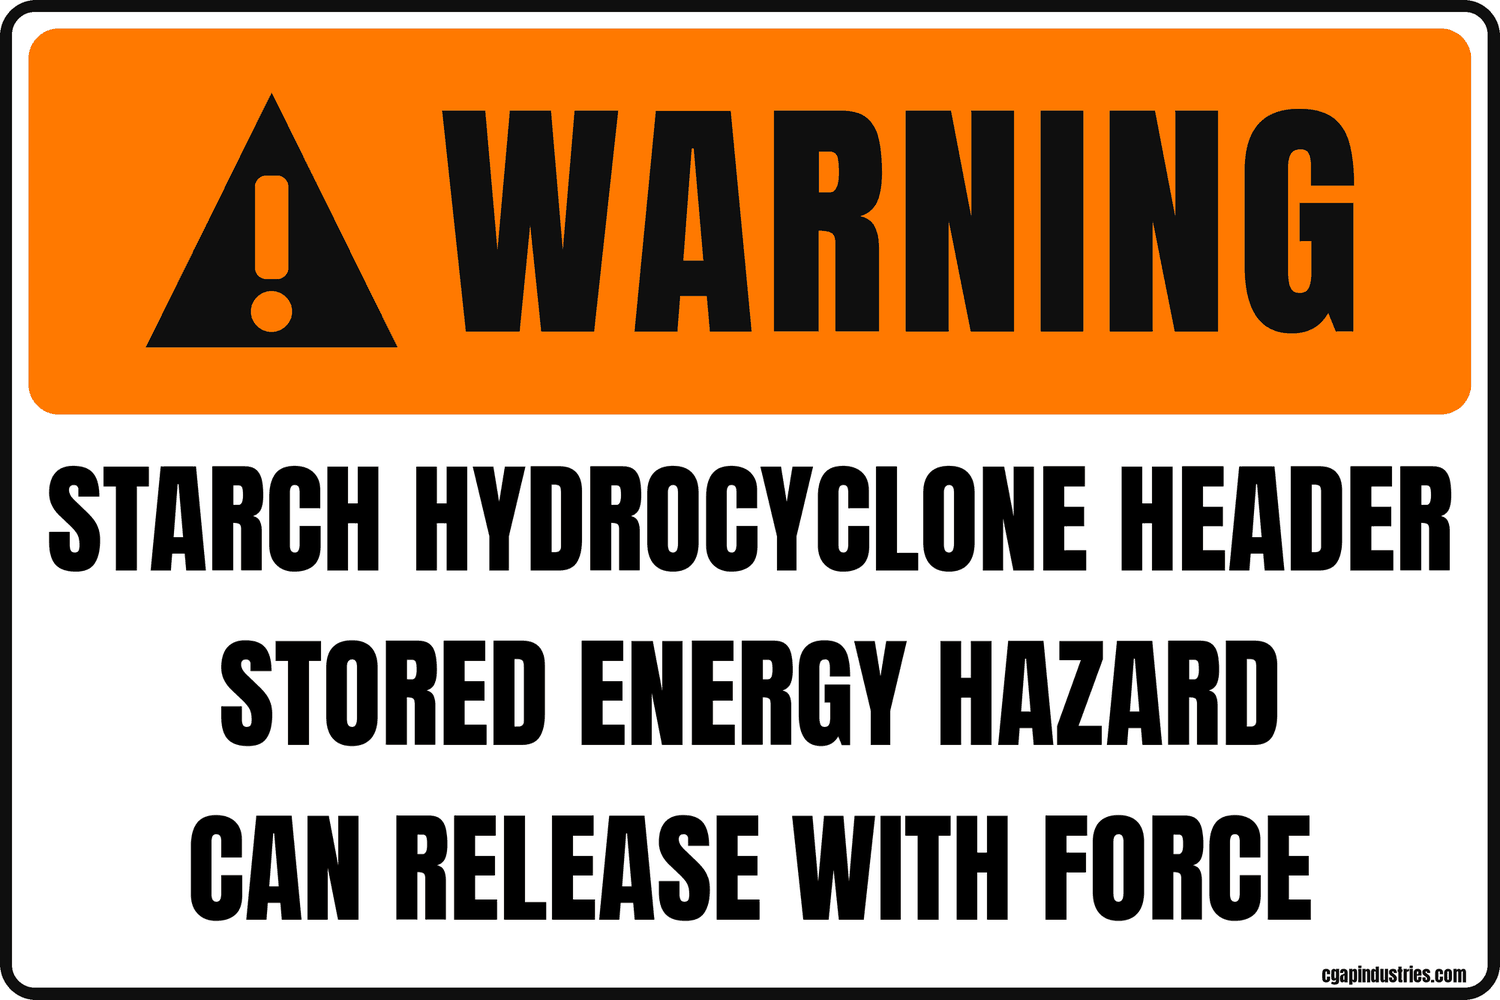 WARNING
STARCH HYDROCYCLONE HEADER
STORED ENERGY HAZARD
CAN RELEASE WITH FORCE
cgapindustries.com